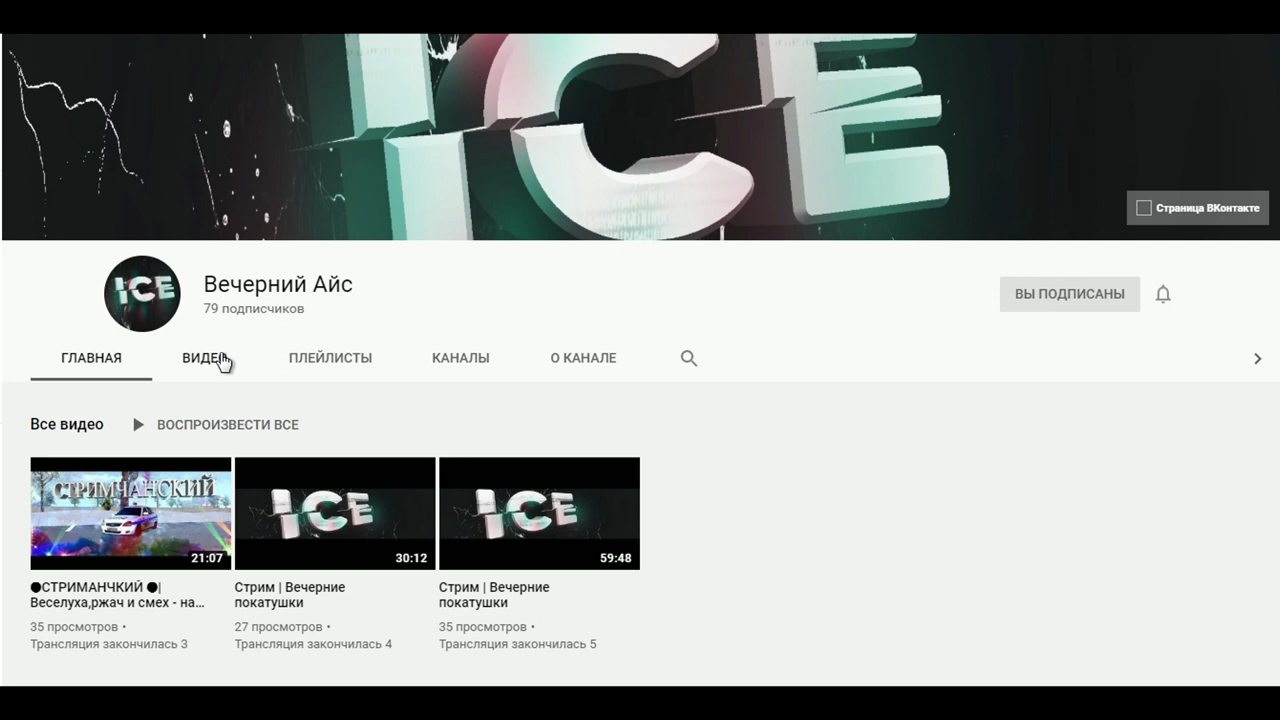 ICE
Страница ВКонтакте
ICE
Вечерний Айс
79 подписчиков
ВЫ ПОДПИСАНЫ
ГЛАВНАЯ
ВИДЕО
ПЛЕЙЛИСТЫ
КАНАЛЫ
О КАНАЛЕ
Все видео
ВОСПРОИЗВЕСТИ ВСЕ
СТРИМЧАНСКИЙ
21:07
ICE
30:12
ICE
59:48
●СТРИМАНЧКИЙ ●|
Веселуха,ржач и смех - на...
35 просмотров •
Трансляция закончилась 3
Стрим | Вечерние
покатушки
27 просмотров •
Трансляция закончилась 4
Стрим | Вечерние
покатушки
35 просмотров •
Трансляция закончилась 5